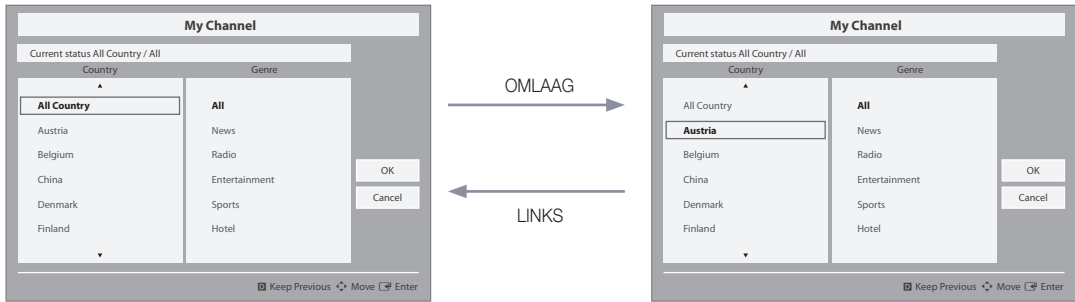 My Channel
Current status All Country / All
Country Genre
All Country All
Austria News
Belgium Radio
China Entertainment
Denmark Sports
Finland Hotel
OK
Cancel
D Keep Previous Move Enter
OMLAAG
LINKS
My Channel
Current status All Country / All
Country Genre
All Country All
Austria News
Belgium Radio
China Entertainment
Denmark Sports
Finland Hotel
OK
Cancel
D Keep Previous Move Enter